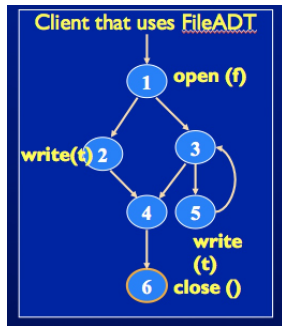 Client that uses FileADT
1 open (f)
write(t) 2 3
4 5
write
(t)
6 close ()